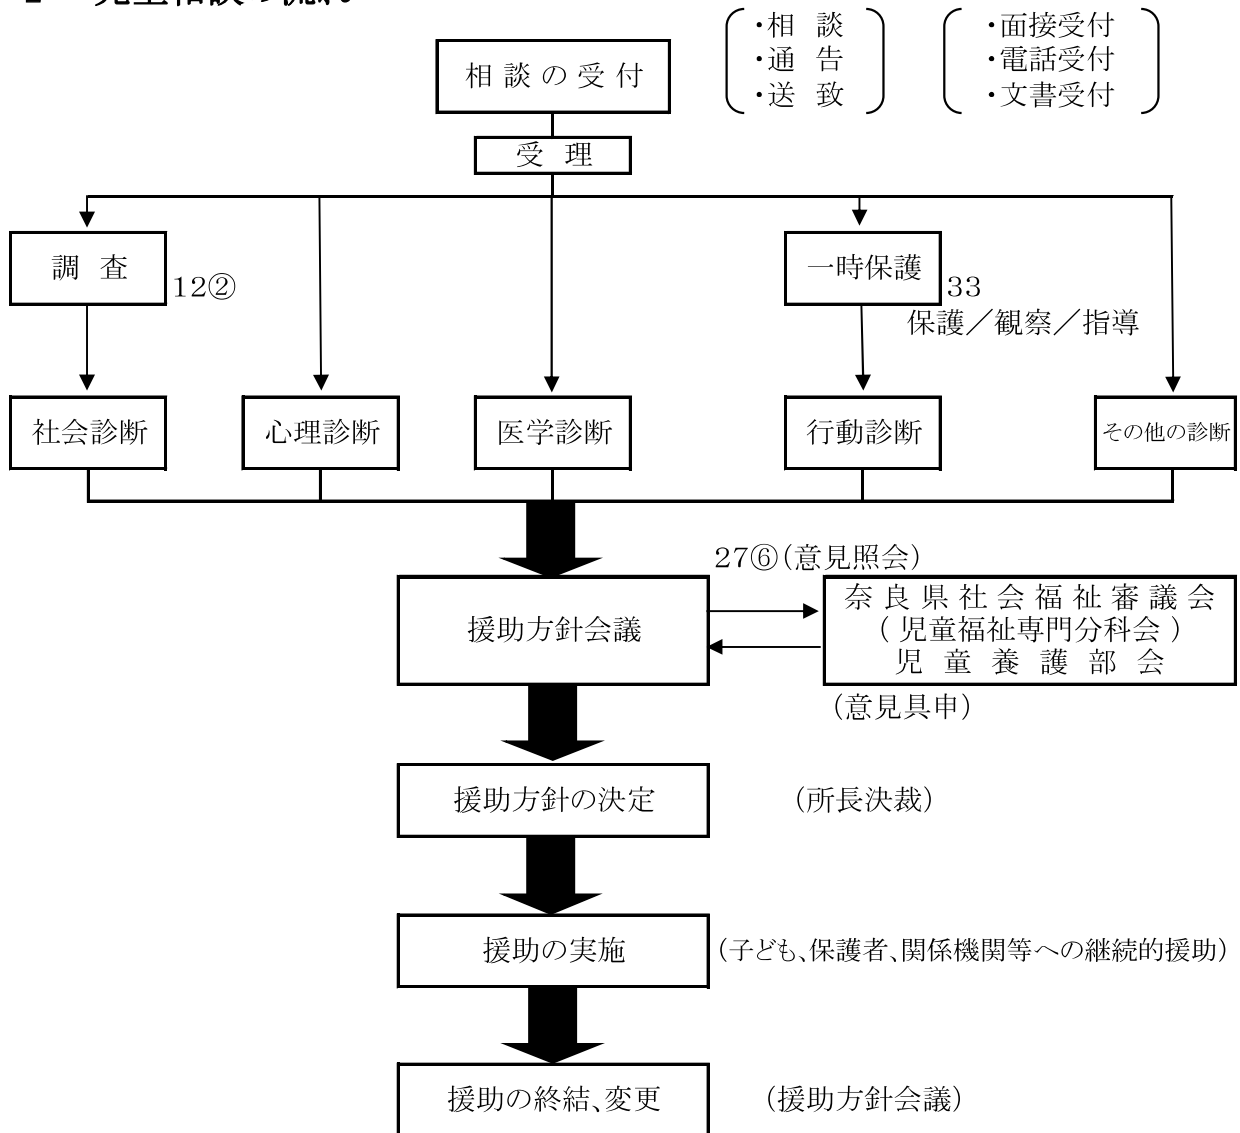 ・相 談
・通 告
・送 致
・面接受付
・電話受付
・文書受付
相談の受付
受 理
調 査
12②
一時保護
33
保護／観察／指導
社会診断
心理診断
医学診断
行動診断
その他の診断
27⑥(意見照会)
援助方針会議
奈良県社会福祉審議会
(児童福祉専門分科会)
児童養護部会
(意見具申)
援助方針の決定
(所長決裁)
援助の実施
(子ども、保護者、関係機関等への継続的援助)
援助の終結、変更
(援助方針会議)